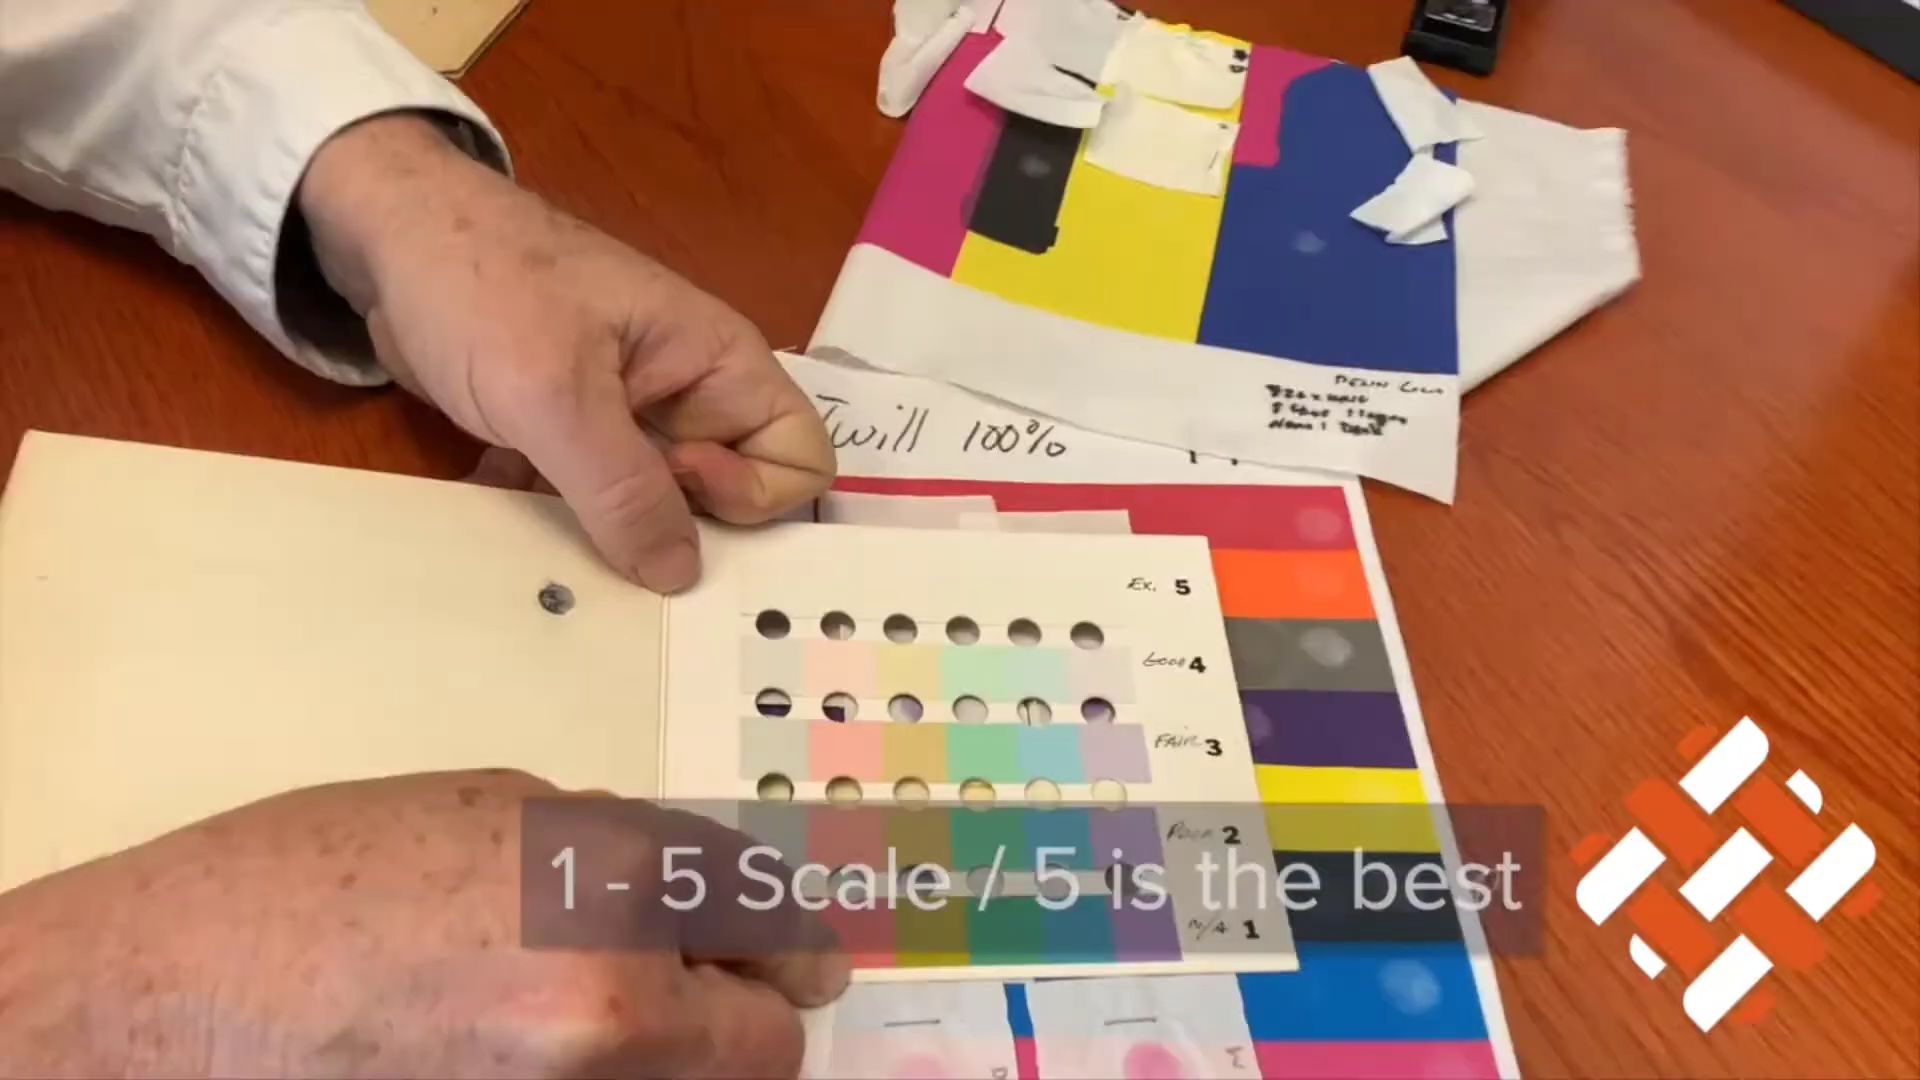 Twill 100%
Ex. 5
Good 4
FAIR 3
Poor 2
N/A 1
1 - 5 Scale / 5 is the best